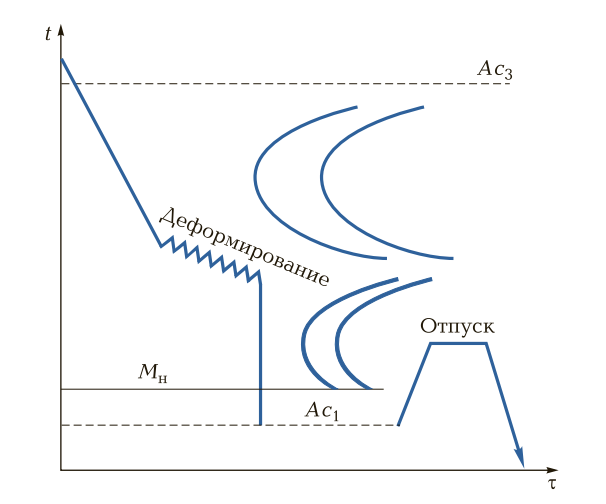 t
Ac₃
Деформирование
Отпуск
Mн
Ac₁
τ